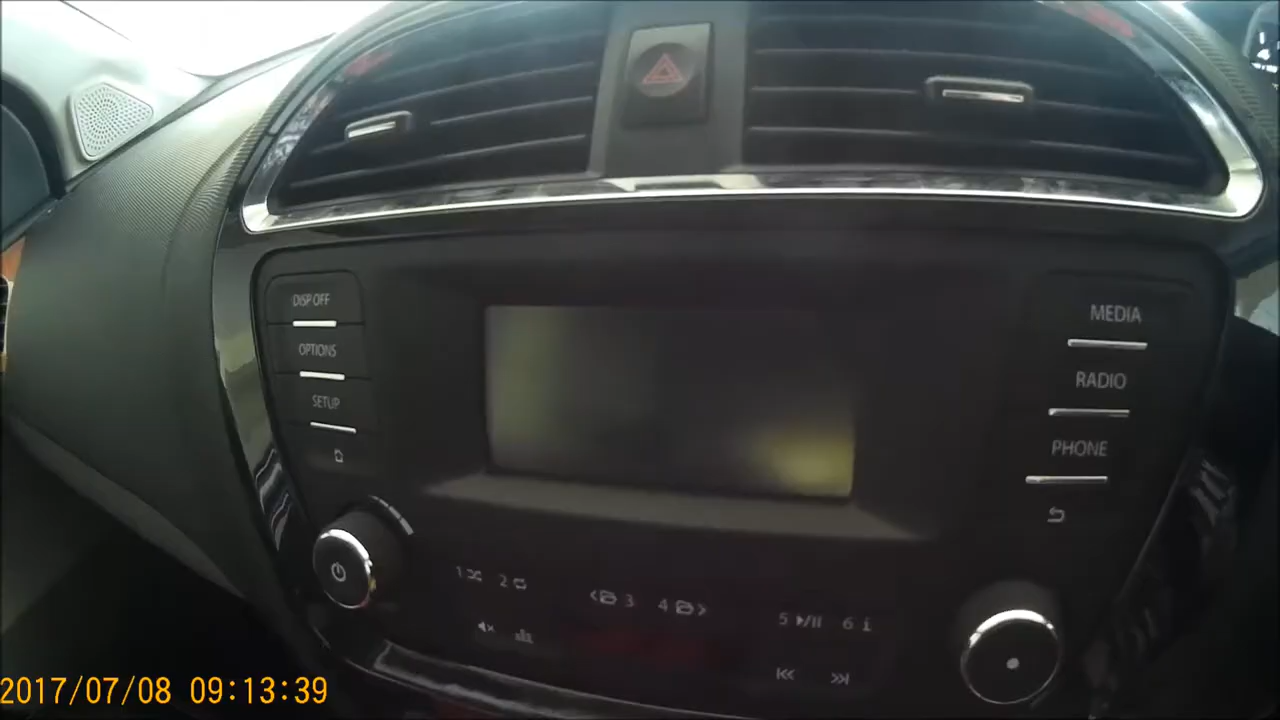 DISP OFF
MEDIA
OPTIONS
RADIO
SETUP
PHONE
1 2 3 4 5 6 i
2017/07/08 09:13:39